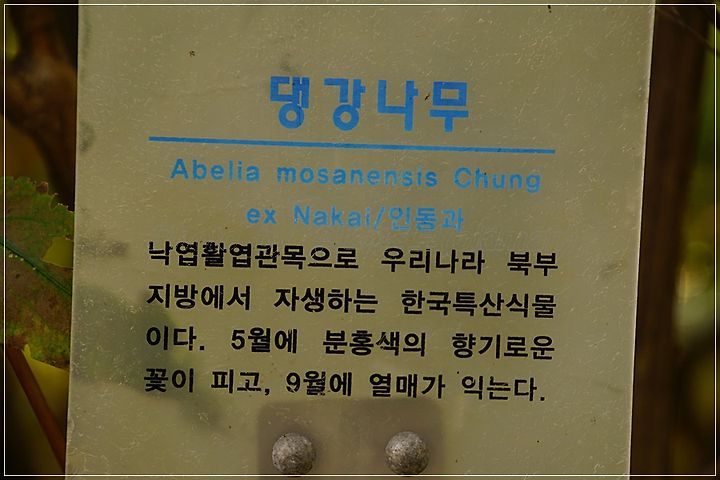 댕강나무
Abelia mosanensis Chung
ex Nakai/인동과
낙엽활엽관목으로 우리나라 북부
지방에서 자생하는 한국특산식물
이다. 5월에 분홍색의 향기로운
꽃이 피고, 9월에 열매가 익는다.